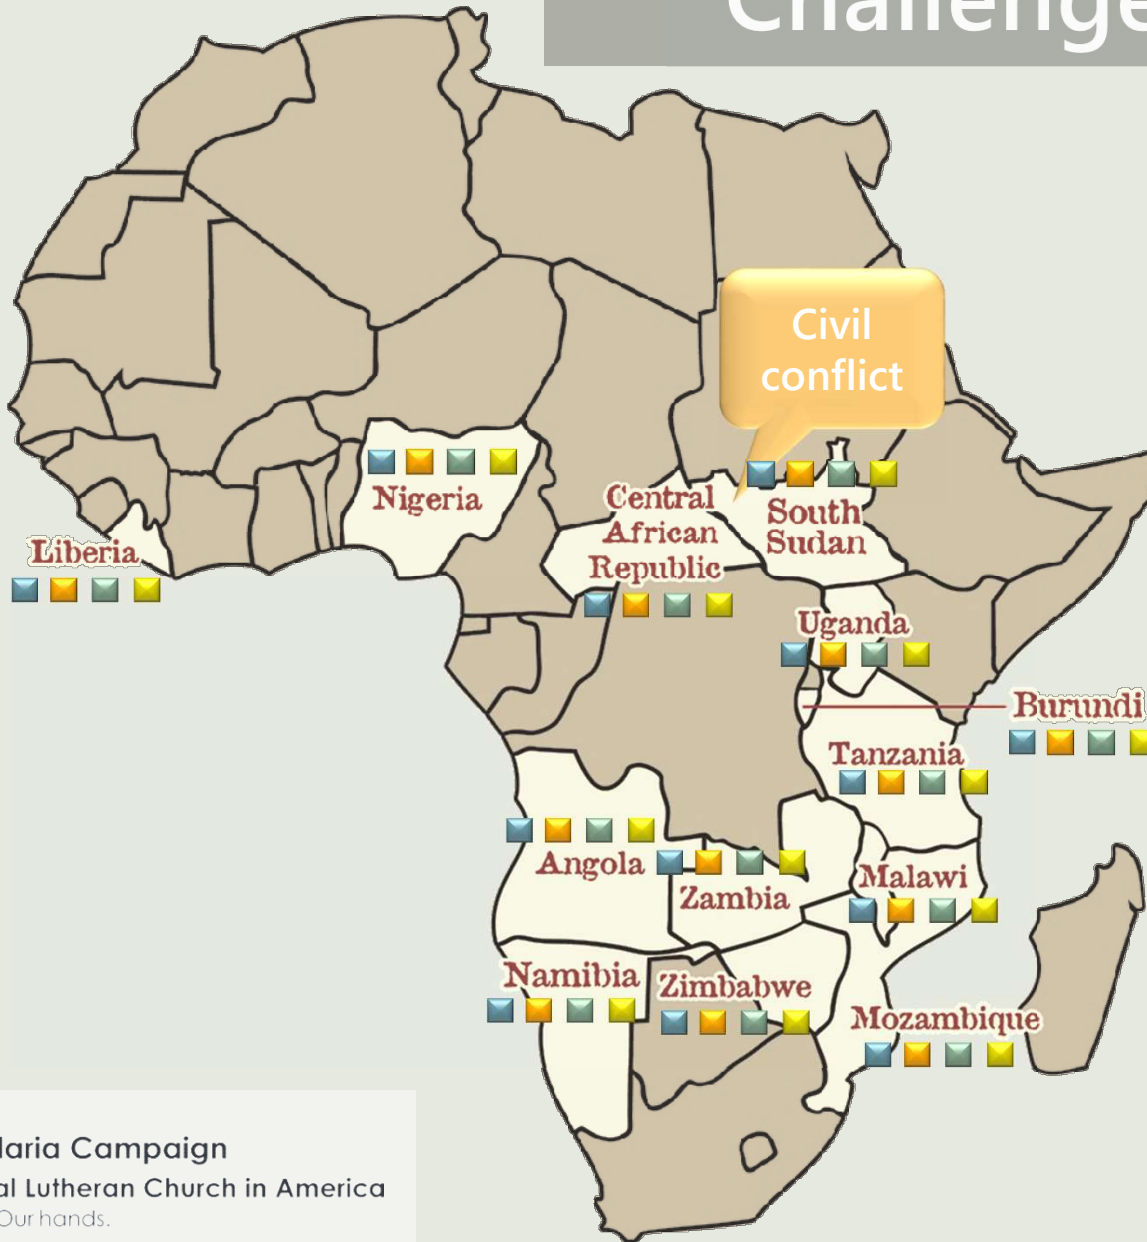 Challenge
Civil
conflict
Nigeria
Central
African
Republic
South
Sudan
Liberia
Uganda
Burundi
Tanzania
Angola
Zambia
Malawi
Namibia
Zimbabwe
Mozambique
laria Campaign
al Lutheran Church in America
Our hands.